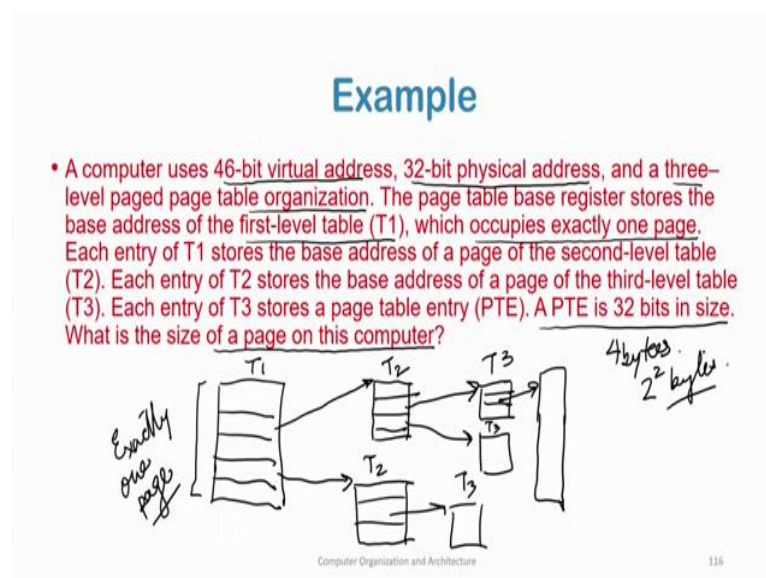 Example
• A computer uses 46-bit virtual address, 32-bit physical address, and a three–
level paged page table organization. The page table base register stores the
base address of the first-level table (T1), which occupies exactly one page.
Each entry of T1 stores the base address of a page of the second-level table
(T2). Each entry of T2 stores the base address of a page of the third-level table
(T3). Each entry of T3 stores a page table entry (PTE). A PTE is 32 bits in size.
What is the size of a page on this computer?
4 bytes.
2² bytes.
T1
T2
T3
T3
Exactly
one
page
T2
T3
Computer Organization and Architecture
116